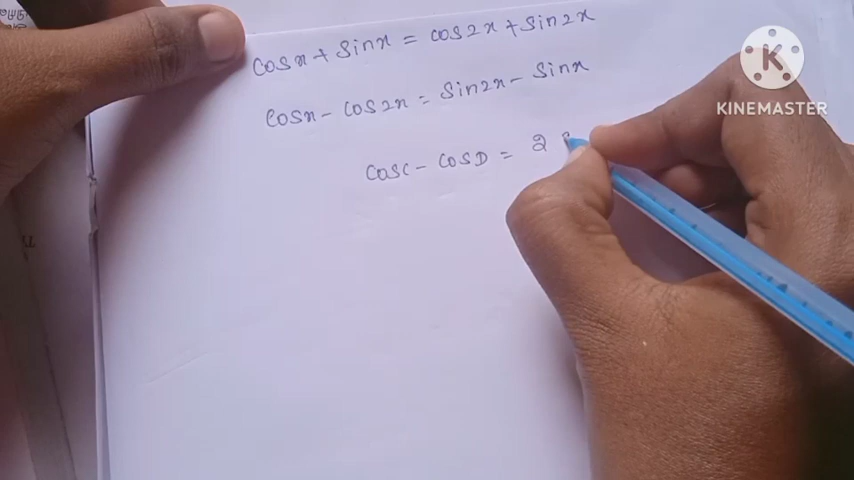 cosx + sinx = cos2x + sin2x
K
KINEMASTER
cosx - cos2x = sin2x - sinx
cosC - cosD = 2